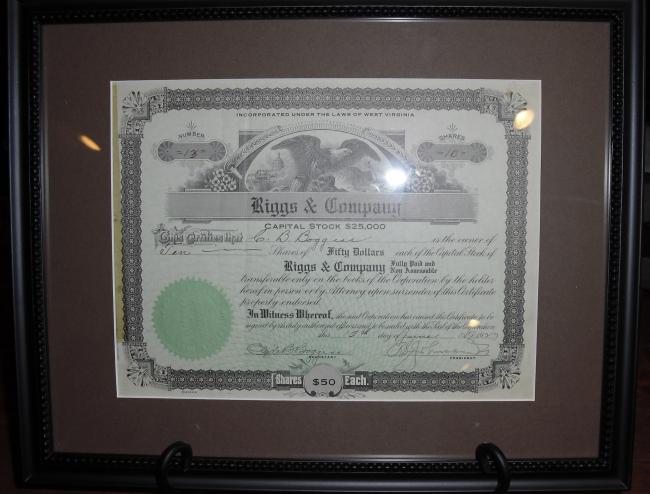 INCORPORATED UNDER THE LAWS OF WEST VIRGINIA
NUMBER
SHARES
-13-
-10-
Riggs & Company
CAPITAL STOCK $25,000
This Certifies that C. B. Boggess is the owner of
Ten Shares of Fifty Dollars each of the Capital Stock of
Riggs & Company Fully Paid and Non Assessable
transferable only on the books of the Corporation by the holder
hereof in person or by Attorney upon surrender of this Certificate
properly endorsed.
In Witness Whereof, the said Corporation has caused this Certificate to be
signed by its duly authorized officers and to be sealed with the Seal of the Corporation
this day of
SECRETARY
PRESIDENT
Shares $50 Each.